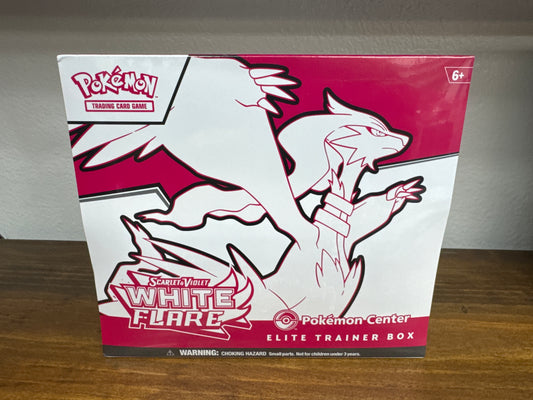 POKÉMON
TRADING CARD GAME
6+
SCARLET & VIOLET
WHITE
FLARE
Pokémon Center
ELITE TRAINER BOX
WARNING: CHOKING HAZARD Small parts. Not for children under 3 years.